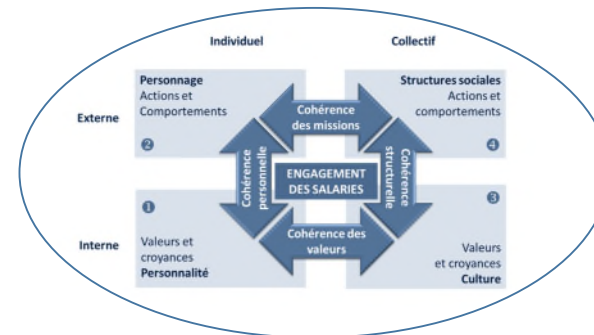 Individuel
Collectif
Personnage
Actions et
Comportements
Structures sociales
Actions et
comportements
Externe
Cohérence
des missions
❷
❹
Cohérence
personnelle
ENGAGEMENT
DES SALARIES
Cohérence
structurelle
❶
❸
Interne
Valeurs et
croyances
Personnalité
Cohérence des
valeurs
Valeurs
et croyances
Culture